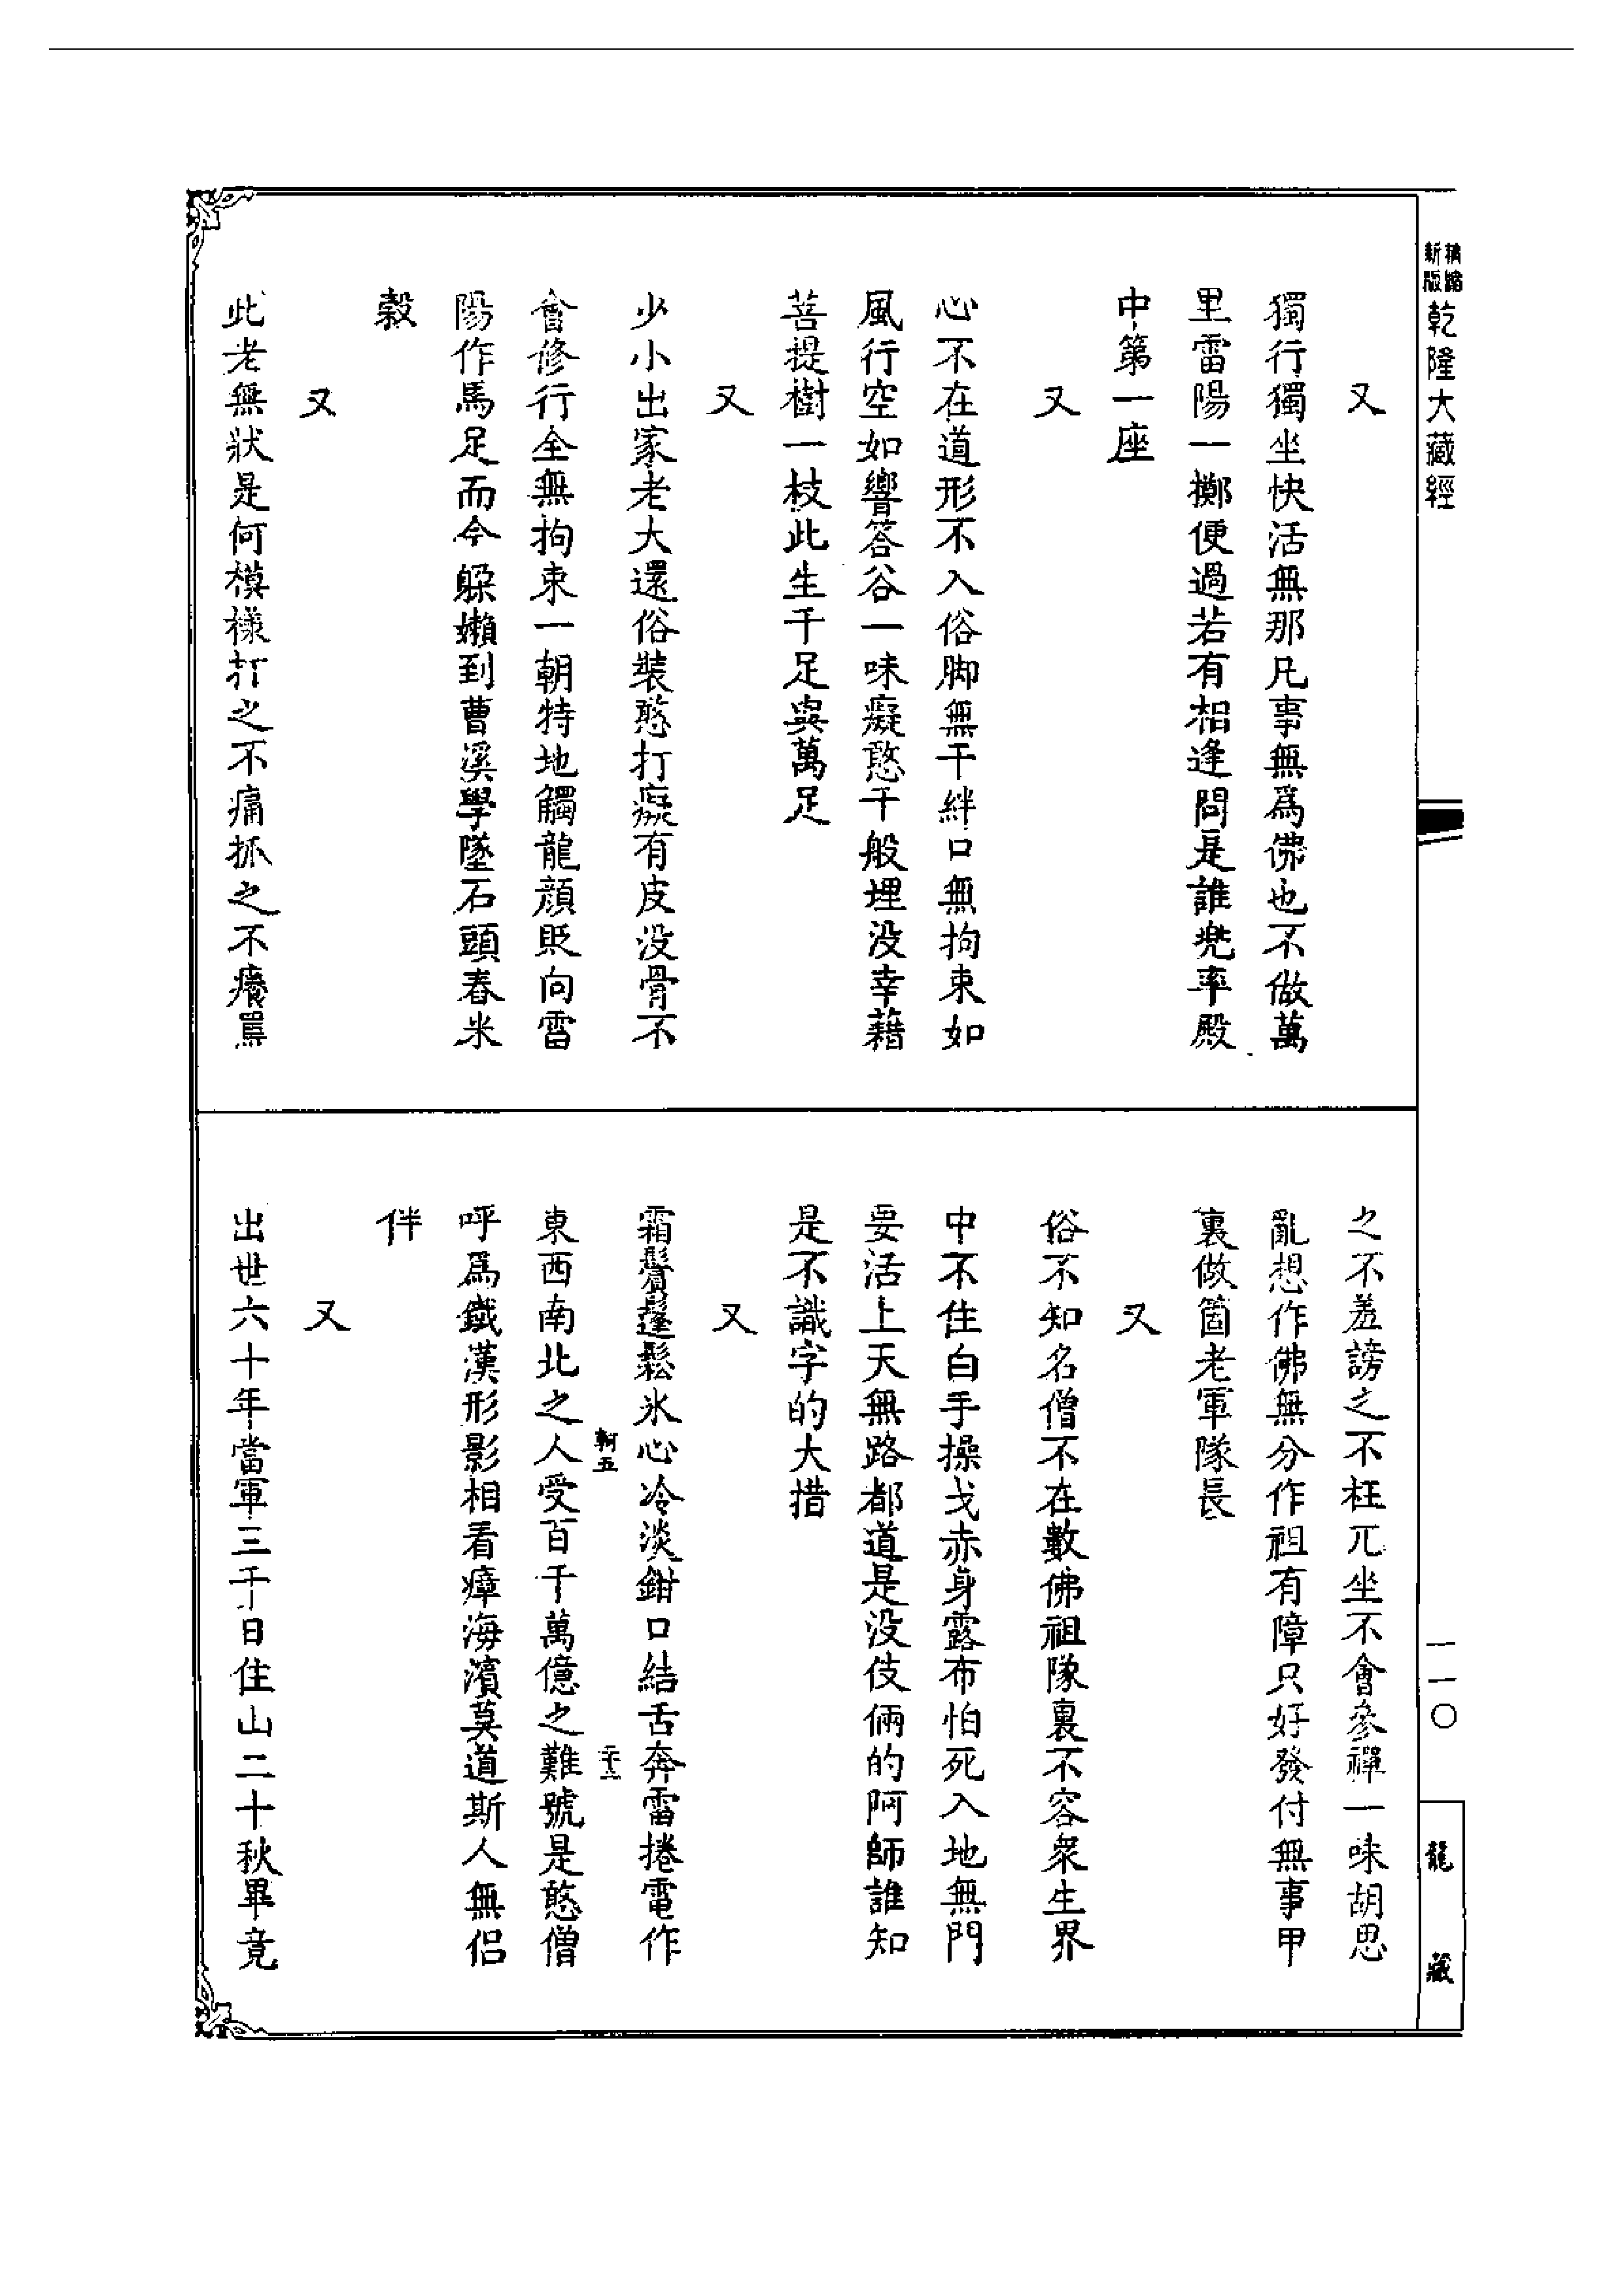 新版精縮
乾隆大藏經
又
獨行獨坐快活無那凡事無為佛也不做萬
里雷陽一擲便過若有相逢問是誰兜率殿
中第一座
又
心不在道形不入俗脚無干絆口無拘束如
風行空如響答谷一味癡憨千般埋没幸藉
菩提樹一枝此生千足與萬足
又
少小出家老大還俗裝憨打癡有皮没骨不
會修行全無拘束一朝特地觸龍顔貶向雷
陽作馬足而今躲嬾到曹溪學墜石頭舂米
穀
又
此老無狀是何模樣打之不痛抓之不癢罵
之不羞謗之不枉兀坐不會參禪一味胡思
亂想作佛無分作祖有障只好發付無事甲
裏做箇老軍隊長
又
俗不知名僧不在數佛祖隊裏不容衆生界
中不住白手操戈赤身露布怕死入地無門
要活上天無路都道是没伎倆的阿師誰知
是不識字的大措
又
霜鬢鬔鬆氷心冷淡鉗口結舌奔雷捲電作
軻五
東西南北之人受百千萬億之難號是憨僧
呼為鐵漢形影相看瘴海濱莫道斯人無侶
伴
又
出世六十年當軍三千日住山二十秋畢竟
一一〇
龍藏